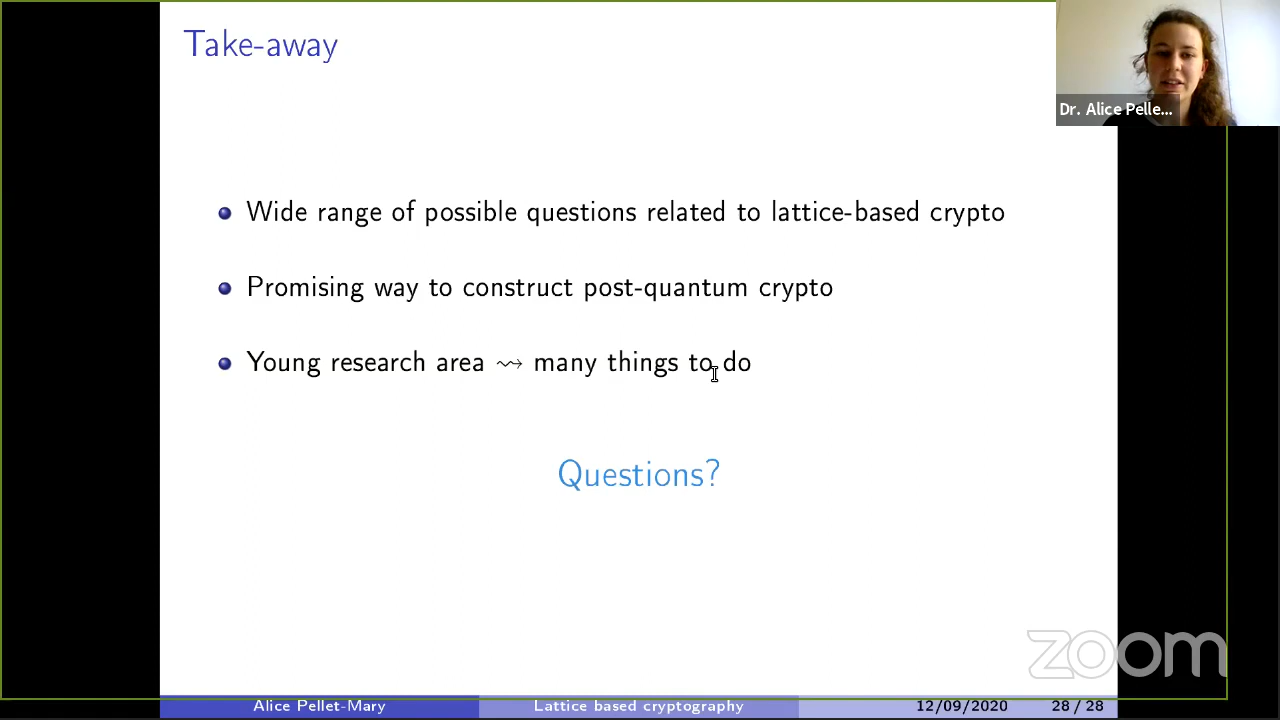 Take-away
Dr. Alice Pelle...
Wide range of possible questions related to lattice-based crypto
Promising way to construct post-quantum crypto
Young research area ⇝ many things to do
Questions?
zoom
Alice Pellet-Mary
Lattice based cryptography
12/09/2020
28 / 28